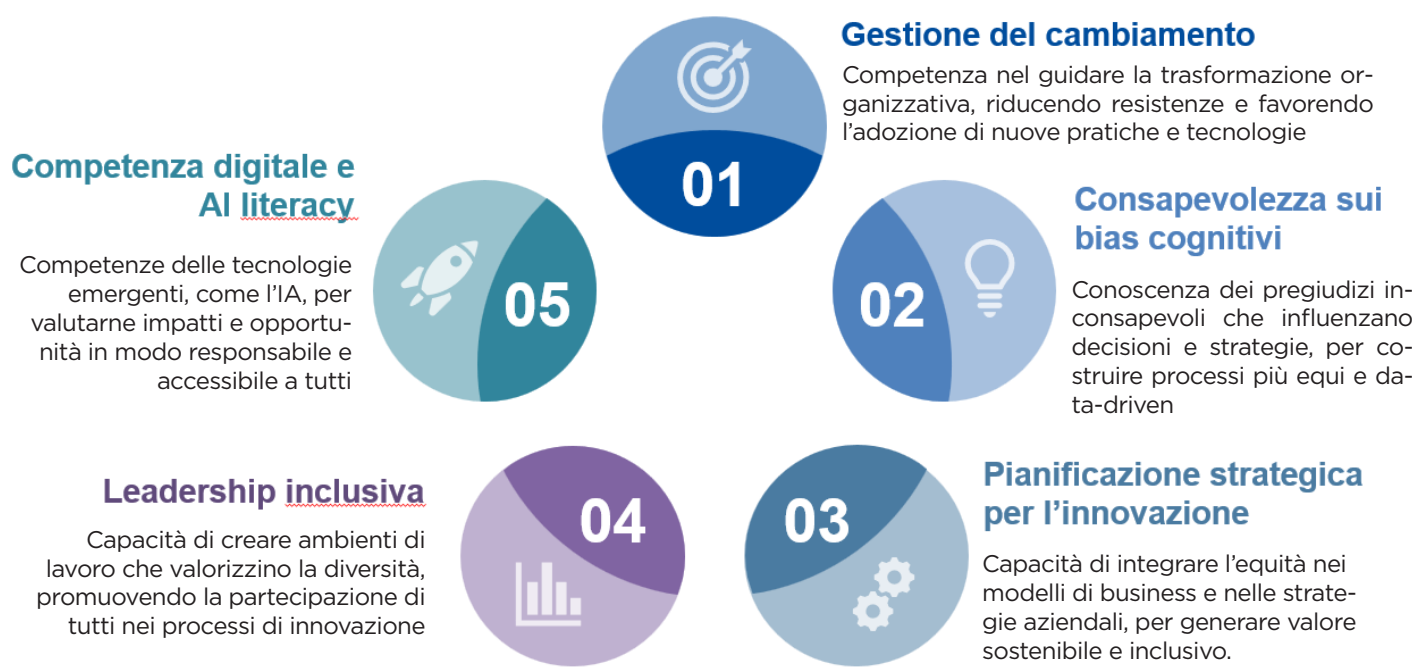 Gestione del cambiamento
Competenza nel guidare la trasformazione or-
ganizzativa, riducendo resistenze e favorendo
l'adozione di nuove pratiche e tecnologie
01
Consapevolezza sui
bias cognitivi
Conoscenza dei pregiudizi in-
consapevoli che influenzano
decisioni e strategie, per co-
struire processi più equi e da-
ta-driven
02
Pianificazione strategica
per l'innovazione
Capacità di integrare l'equità nei
modelli di business e nelle strate-
gie aziendali, per generare valore
sostenibile e inclusivo.
03
Leadership inclusiva
Capacità di creare ambienti di
lavoro che valorizzino la diversità,
promuovendo la partecipazione di
tutti nei processi di innovazione
04
Competenza digitale e
AI literacy
Competenze delle tecnologie
emergenti, come l'IA, per
valutarne impatti e opportu-
nità in modo responsabile e
accessibile a tutti
05